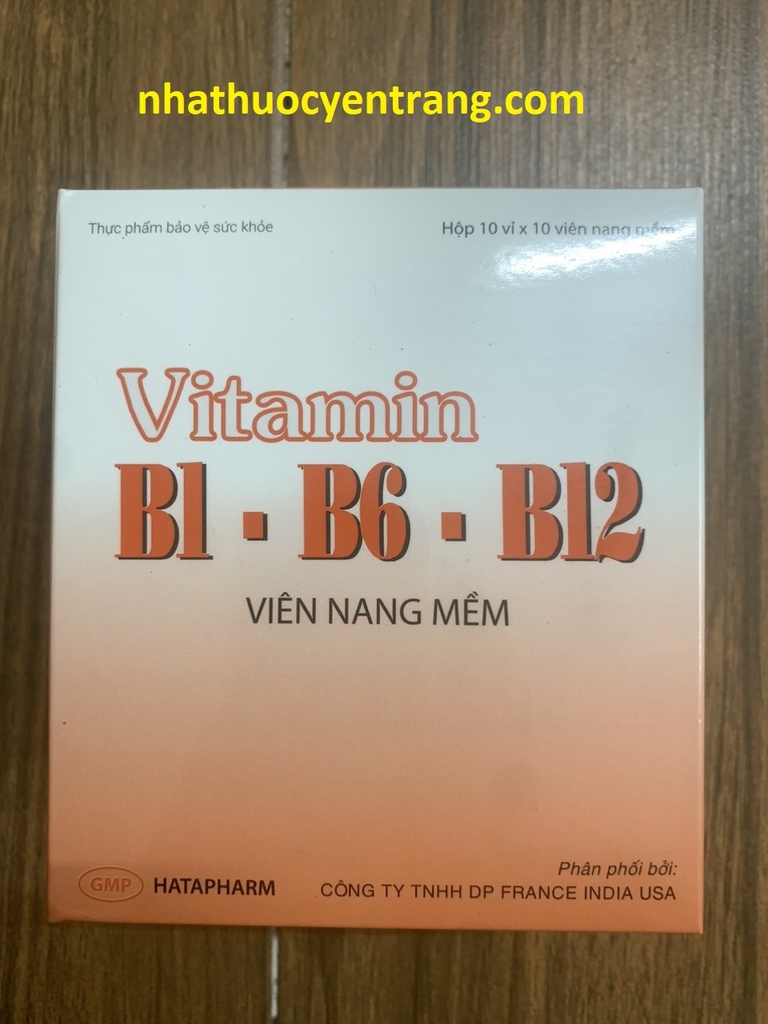 nhathuocyentrang.com
Thực phẩm bảo vệ sức khỏe
Hộp 10 vỉ x 10 viên nang mềm
Vitamin
B1 · B6 · B12
VIÊN NANG MỀM
GMP HATAPHARM
Phân phối bởi:
CÔNG TY TNHH DP FRANCE INDIA USA